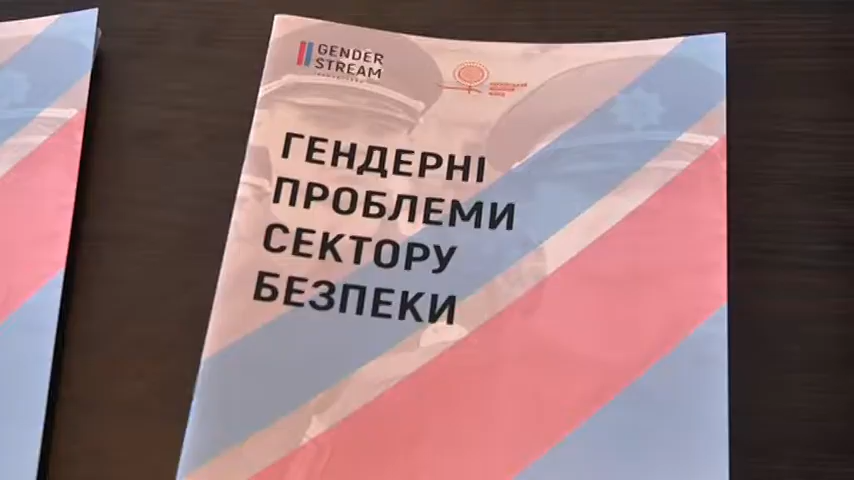 GENDER
STREAM
ГЕНДЕРНІ
ПРОБЛЕМИ
СЕКТОРУ
БЕЗПЕКИ